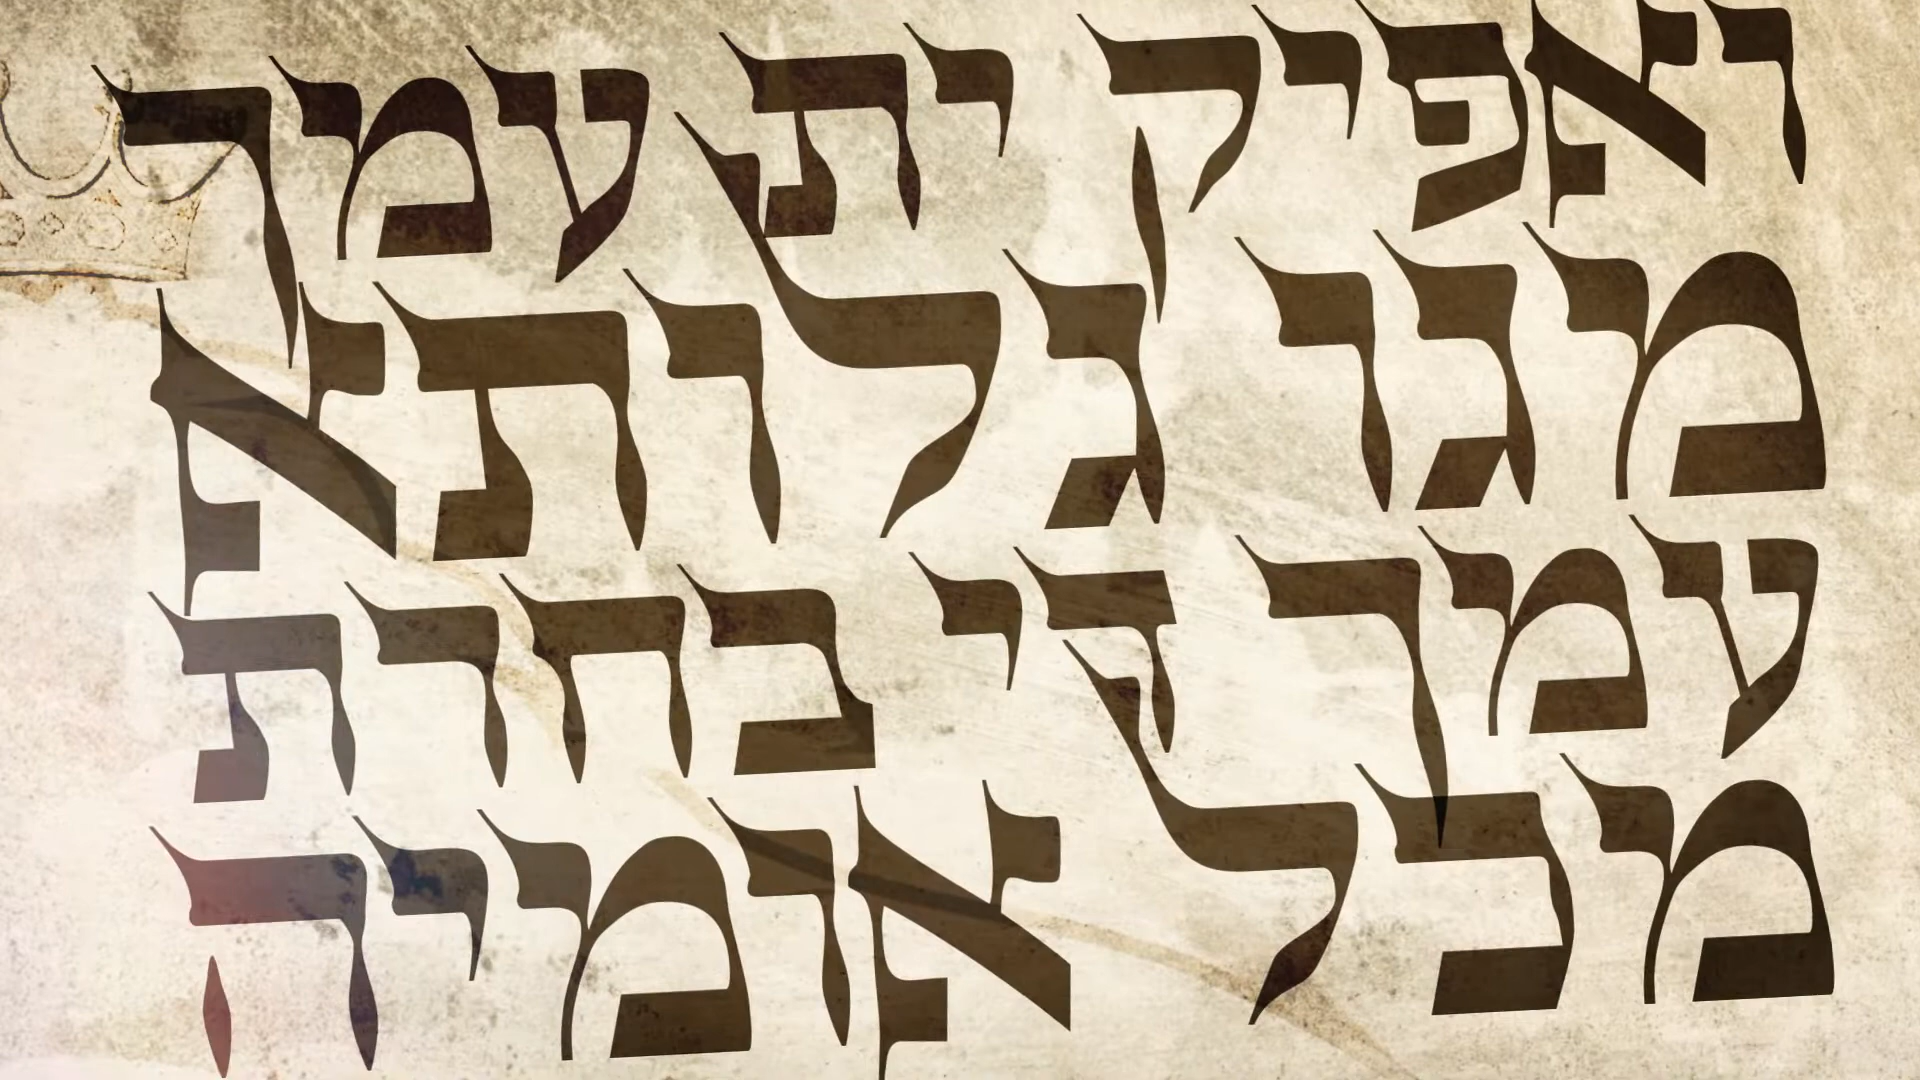 ואפיק ית עמך
מגו גלותא
עמך די בחרת
מכל אומיה